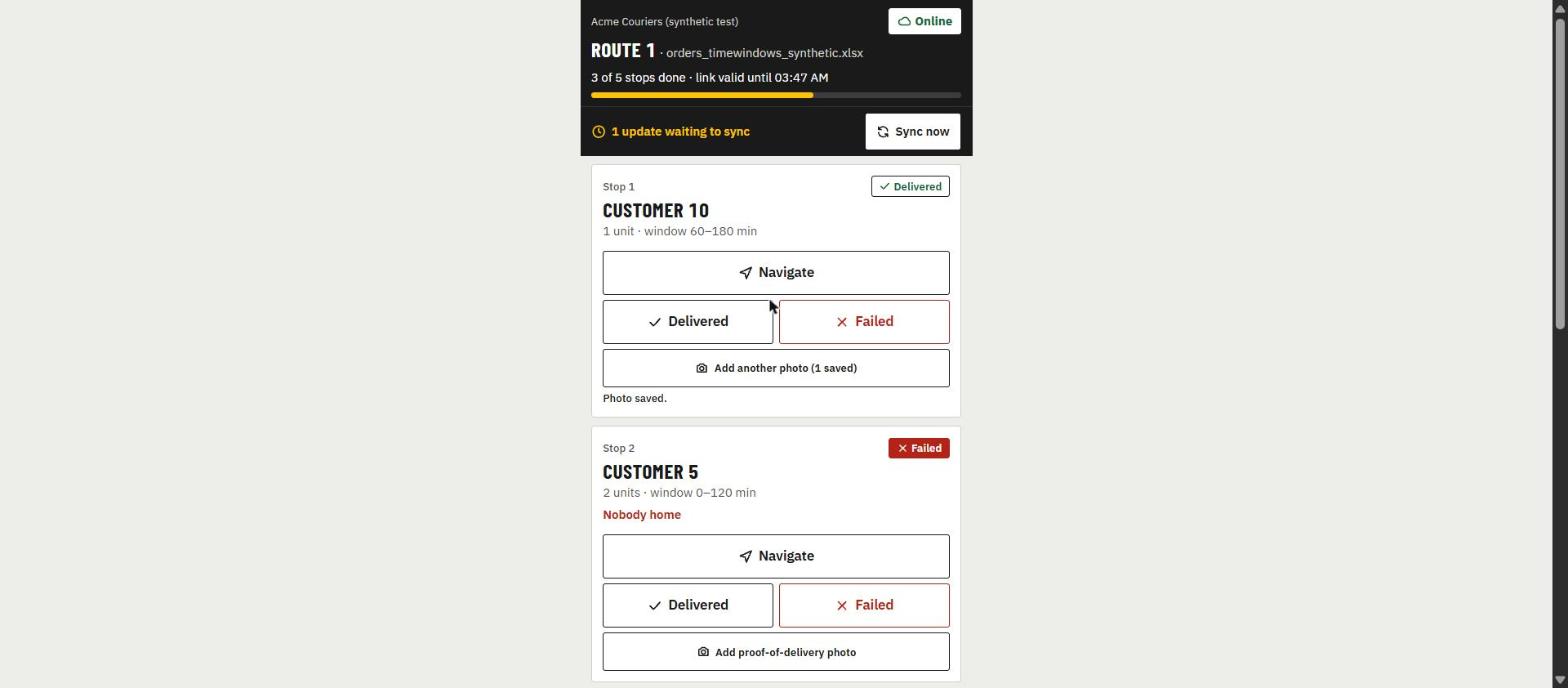 Acme Couriers (synthetic test)
Online
ROUTE 1 · orders_timewindows_synthetic.xlsx
3 of 5 stops done · link valid until 03:47 AM
1 update waiting to sync
Sync now
Stop 1
Delivered
CUSTOMER 10
1 unit · window 60–180 min
Navigate
Delivered
Failed
Add another photo (1 saved)
Photo saved.
Stop 2
Failed
CUSTOMER 5
2 units · window 0–120 min
Nobody home
Navigate
Delivered
Failed
Add proof-of-delivery photo